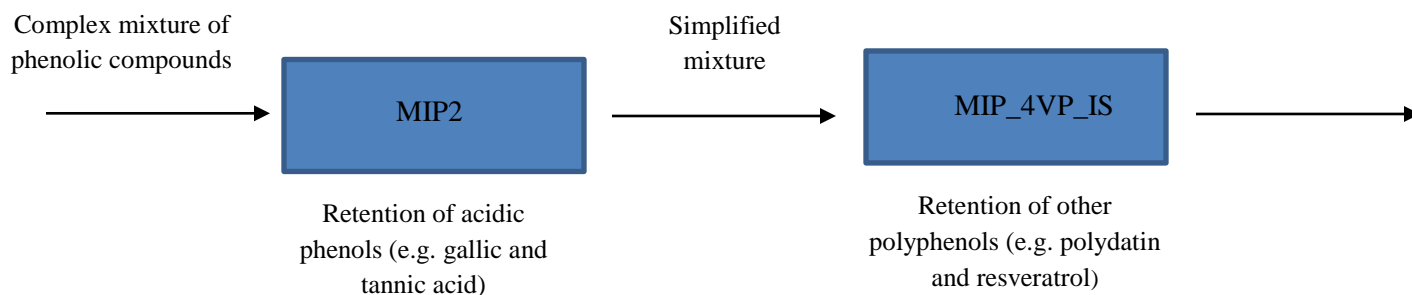 Complex mixture of
phenolic compounds
MIP2
Retention of acidic
phenols (e.g. gallic and
tannic acid)
Simplified
mixture
MIP_4VP_IS
Retention of other
polyphenols (e.g. polydatin
and resveratrol)